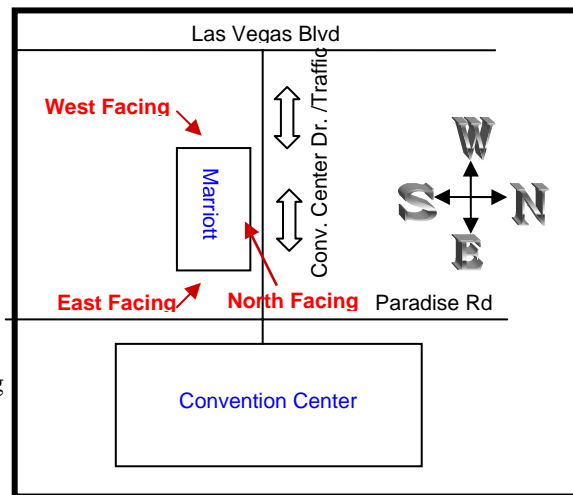 Las Vegas Blvd
West Facing
Conv. Center Dr. /Traffic
Marriott
W
S
N
E
East Facing
North Facing
Paradise Rd
Convention Center
g